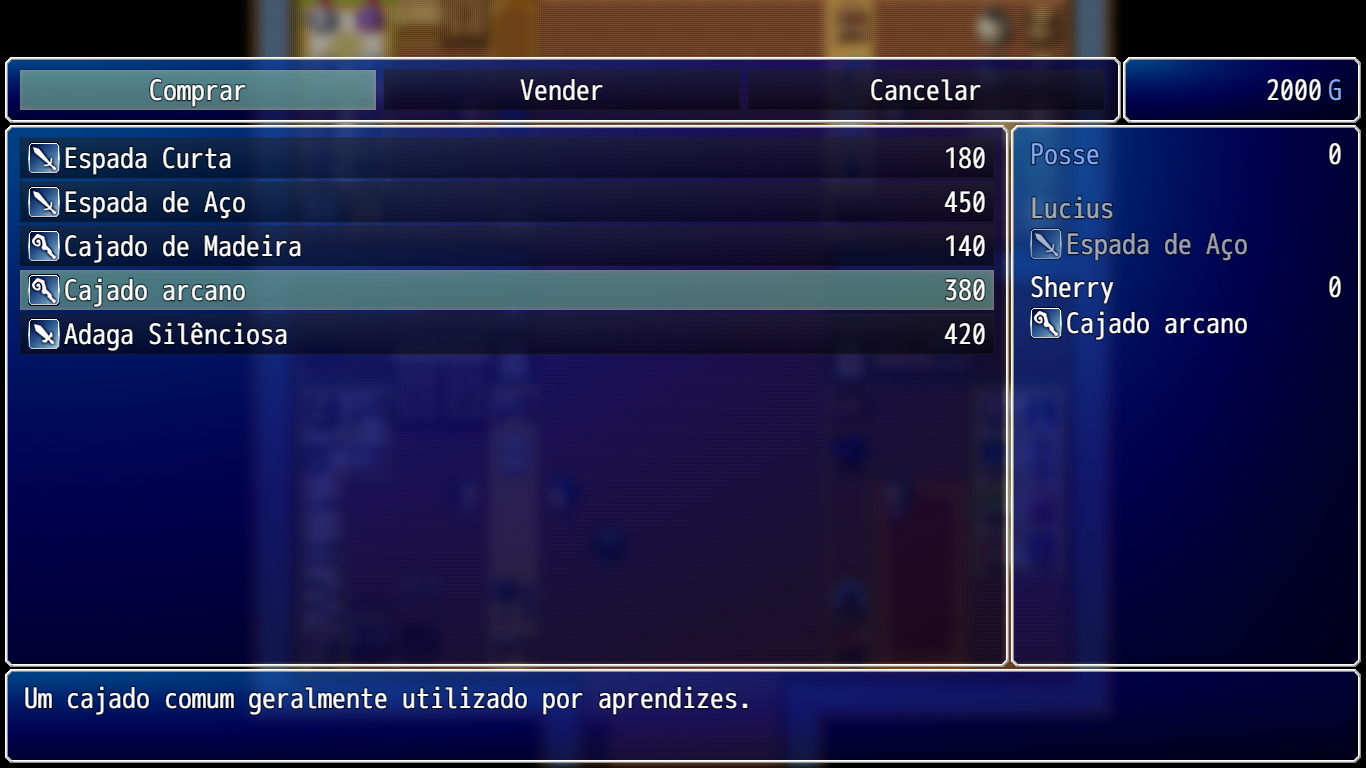 Comprar Vender Cancelar 2000 G
Espada Curta 180
Espada de Aço 450
Cajado de Madeira 140
Cajado arcano 380
Adaga Silênciosa 420
Posse 0
Lucius
Espada de Aço
Sherry 0
Cajado arcano
Um cajado comum geralmente utilizado por aprendizes.